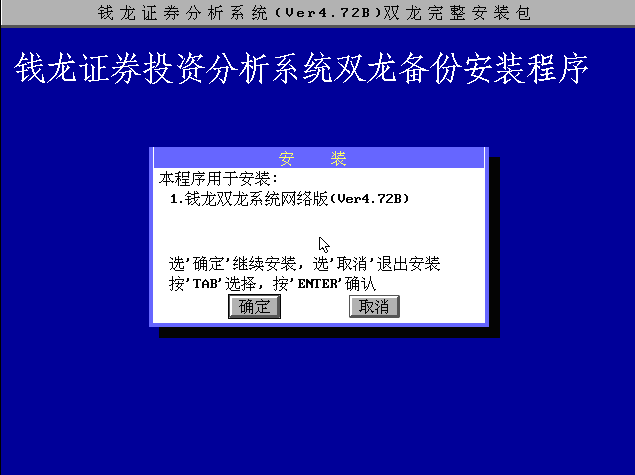 钱龙证券分析系统(Ver4.72B)双龙完整安装包
钱龙证券投资分析系统双龙备份安装程序
安 装
本程序用于安装:
1.钱龙双龙系统网络版(Ver4.72B)
选'确定'继续安装, 选'取消'退出安装
按'TAB'选择, 按'ENTER'确认
确定 取消